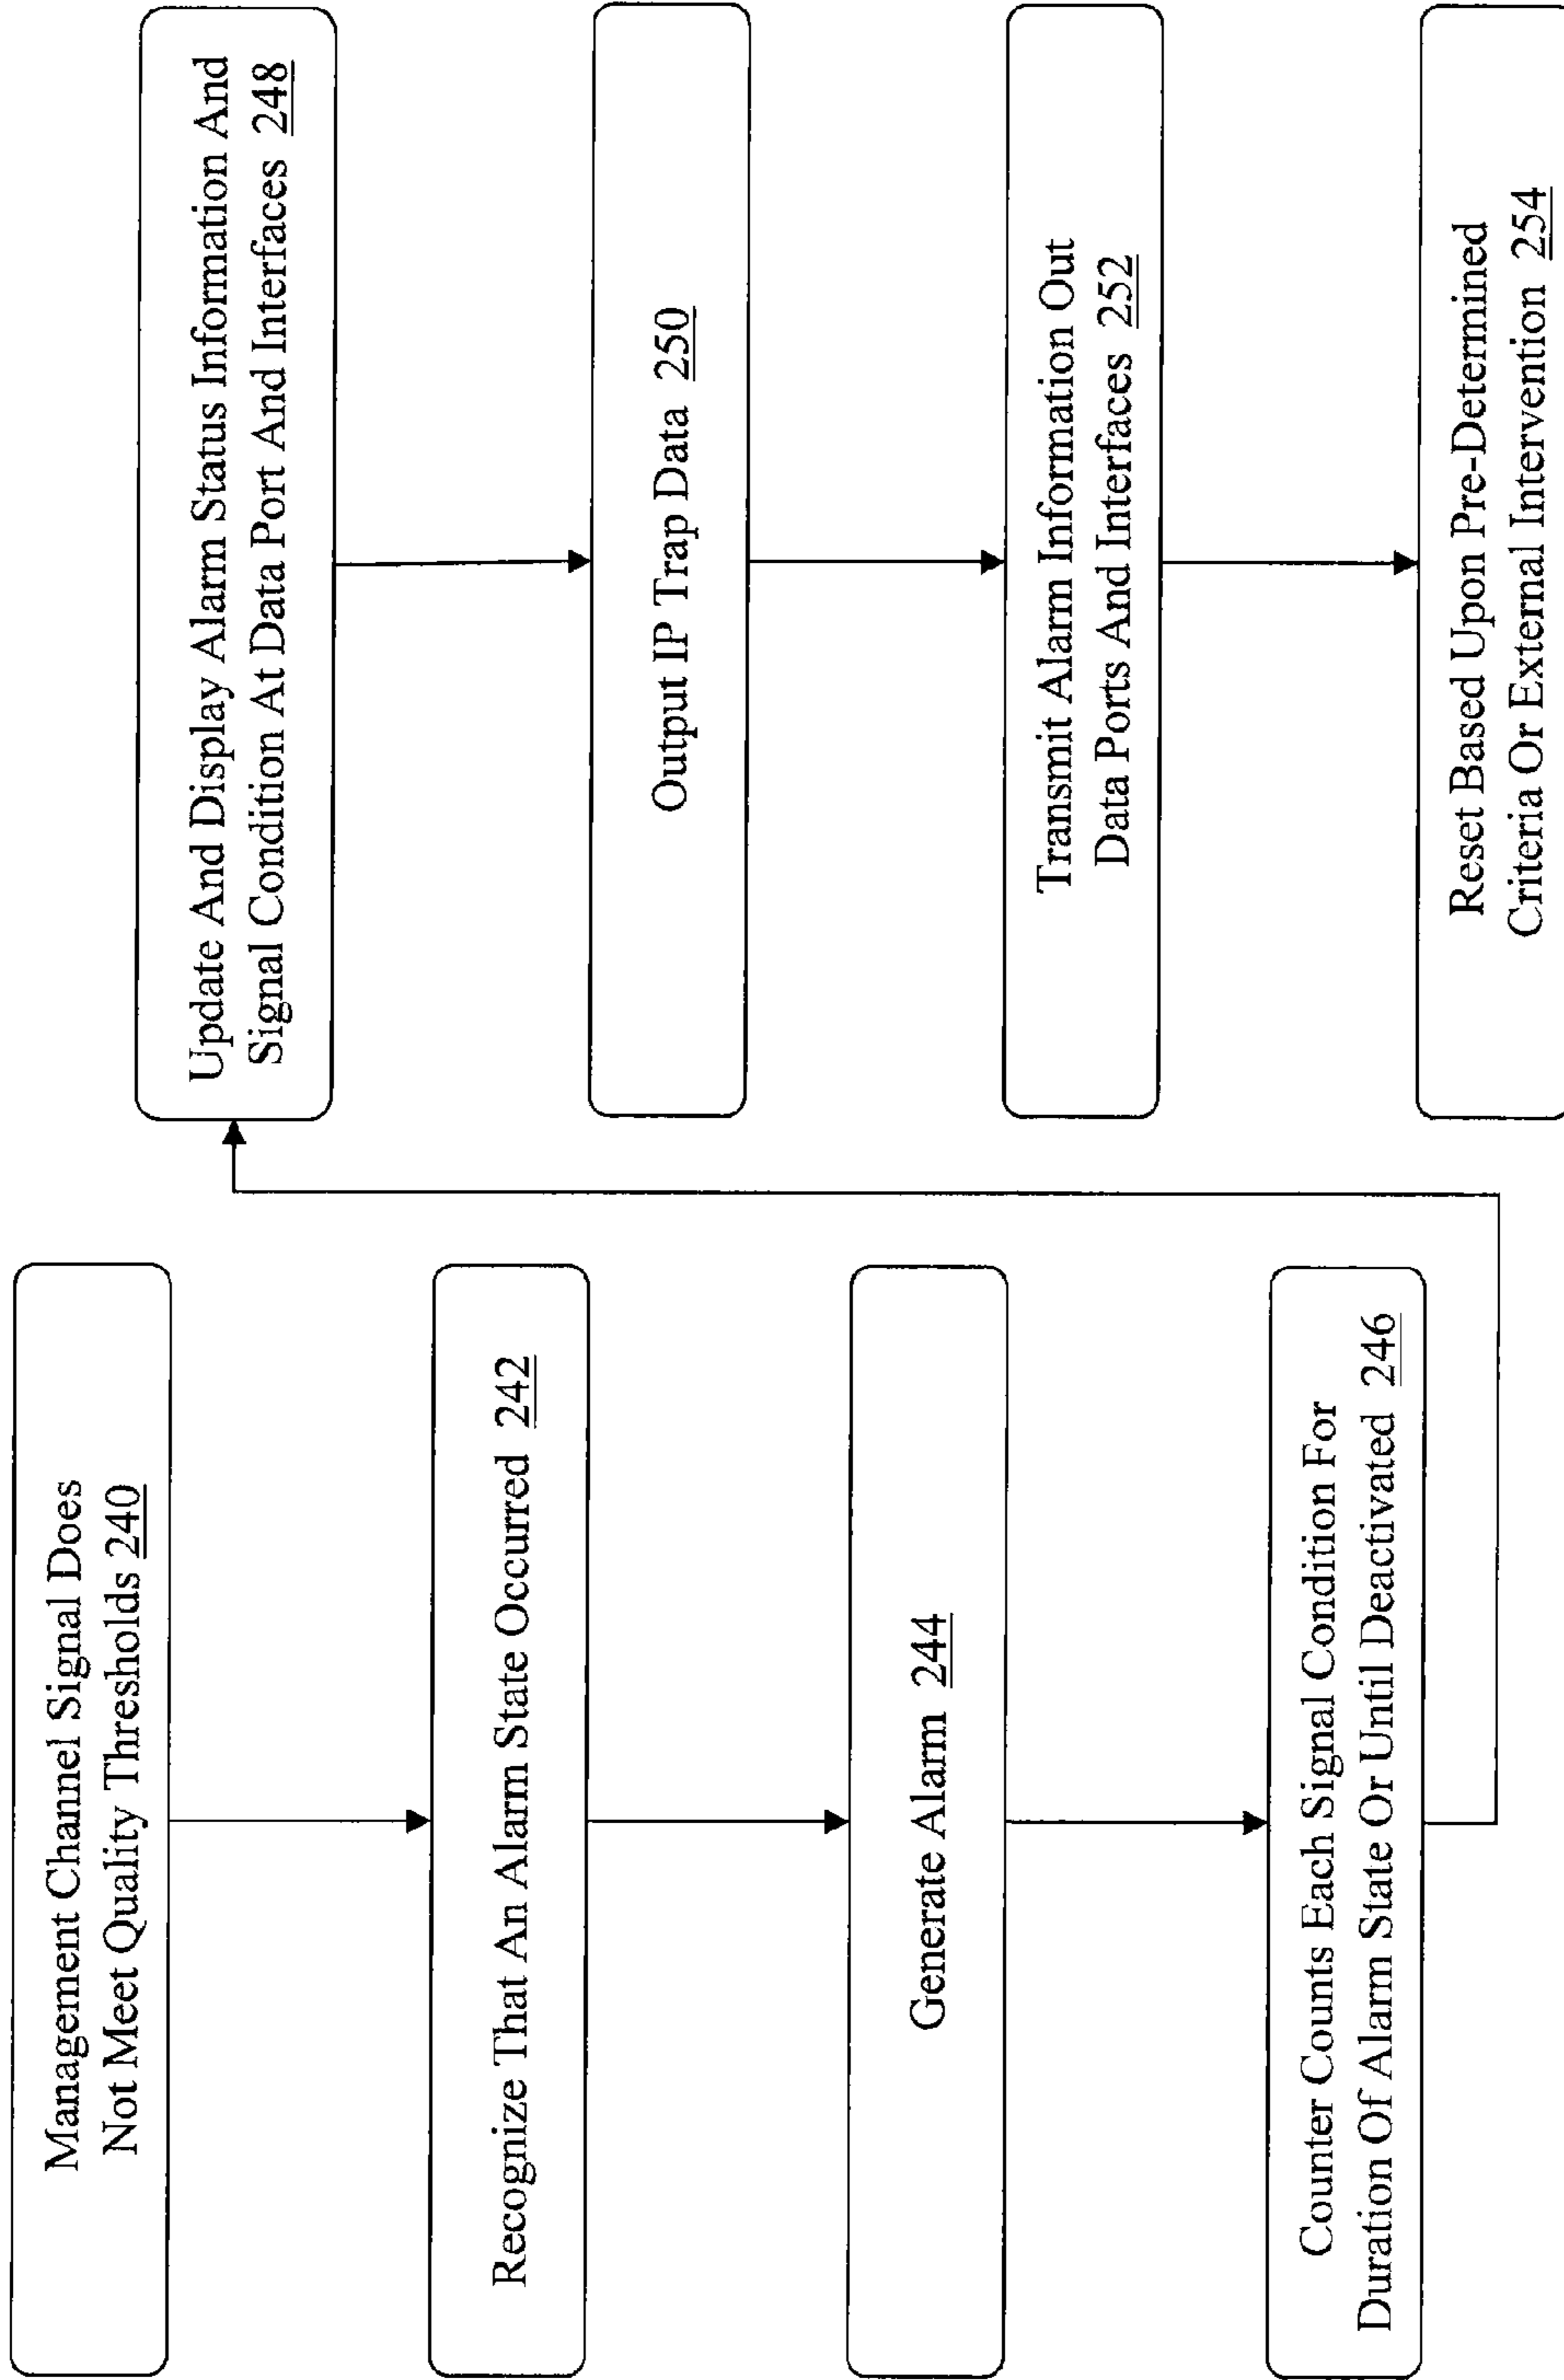 Management Channel Signal Does
Not Meet Quality Thresholds 240
Recognize That An Alarm State Occurred 242
Generate Alarm 244
Counter Counts Each Signal Condition For
Duration Of Alarm State Or Until Deactivated 246
Update And Display Alarm Status Information And
Signal Condition At Data Port And Interfaces 248
Output IP Trap Data 250
Transmit Alarm Information Out
Data Ports And Interfaces 252
Reset Based Upon Pre-Determined
Criteria Or External Intervention 254